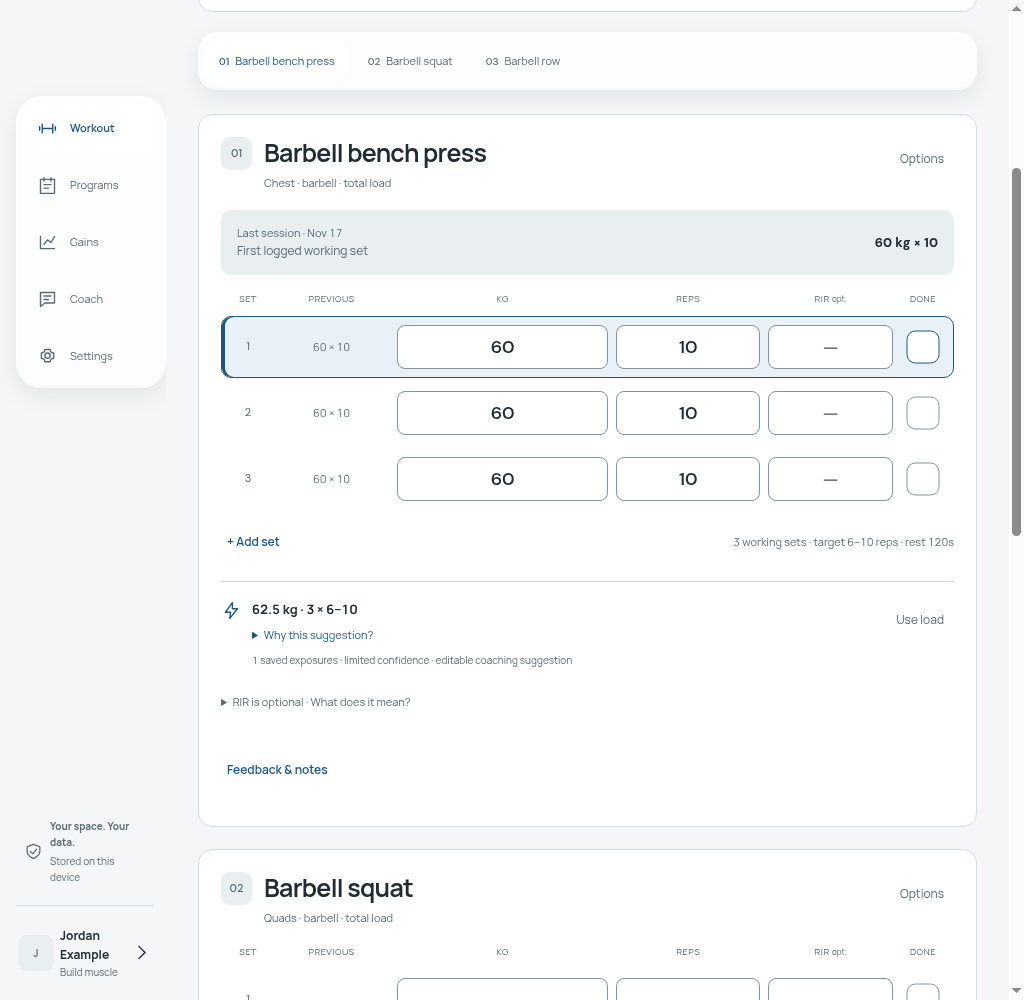 01 Barbell bench press
02 Barbell squat
03 Barbell row
Workout
Programs
Gains
Coach
Settings
Your space. Your
data.
Stored on this
device
J
Jordan
Example
Build muscle
01
Barbell bench press
Options
Chest · barbell · total load
Last session · Nov 17
First logged working set
60 kg × 10
SET PREVIOUS KG REPS RIR opt. DONE
1 60 × 10 60 10 —
2 60 × 10 60 10 —
3 60 × 10 60 10 —
+ Add set
3 working sets · target 6–10 reps · rest 120s
62.5 kg · 3 × 6–10
Use load
Why this suggestion?
1 saved exposures · limited confidence · editable coaching suggestion
RIR is optional · What does it mean?
Feedback & notes
02
Barbell squat
Options
Quads · barbell · total load
SET PREVIOUS KG REPS RIR opt. DONE
1